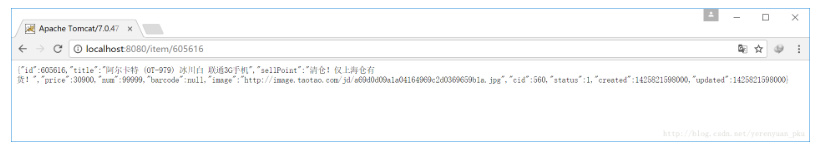 Apache Tomcat/7.0.47
localhost:8080/item/605616
{"id":605616,"title":"阿尔卡特 (OT-979) 冰川白 联通3G手机","sellPoint":"清仓！仅上海仓有
货！","price":30900,"num":99999,"barcode":null,"image":"http://image.taotao.com/jd/a09d0d09a1a04164969c2d0369659b1a.jpg","cid":560,"status":1,"created":1425821598000,"updated":1425821598000}
http://blog.csdn.net/yerenyuan_pku